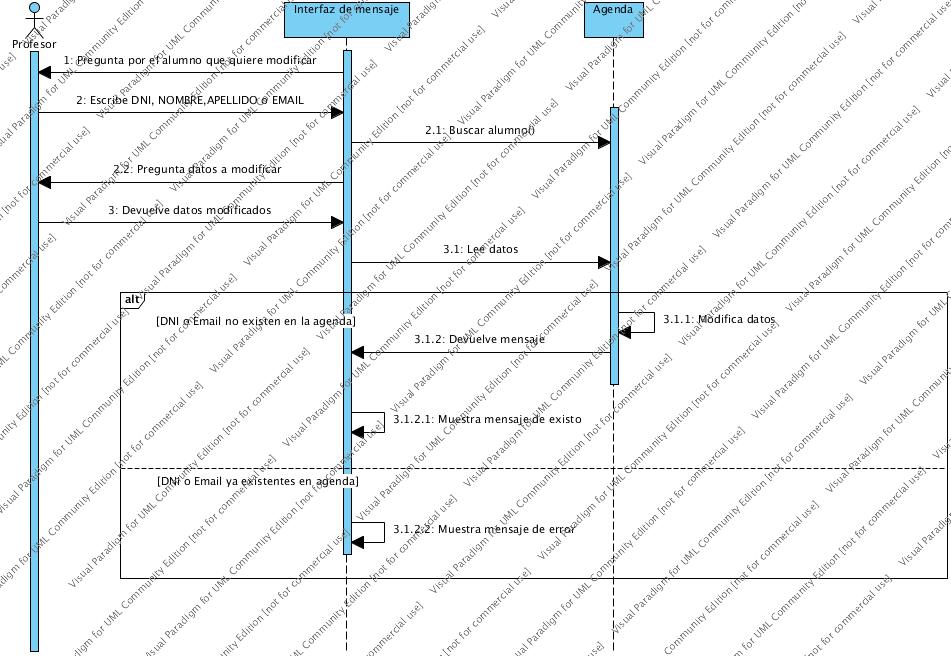 Interfaz de mensaje
Agenda
Profesor
1: Pregunta por el alumno que quiere modificar
2: Escribe DNI, NOMBRE,APELLIDO o EMAIL
2.1: Buscar alumno()
2.2: Pregunta datos a modificar
3: Devuelve datos modificados
3.1: Lee datos
alt
[DNI o Email no existen en la agenda]
3.1.1: Modifica datos
3.1.2: Devuelve mensaje
3.1.2.1: Muestra mensaje de existo
[DNi o Email ya existentes en agenda]
3.1.2.2: Muestra mensaje de error
Visual Paradigm for UML Community Edition [not for commercial use]